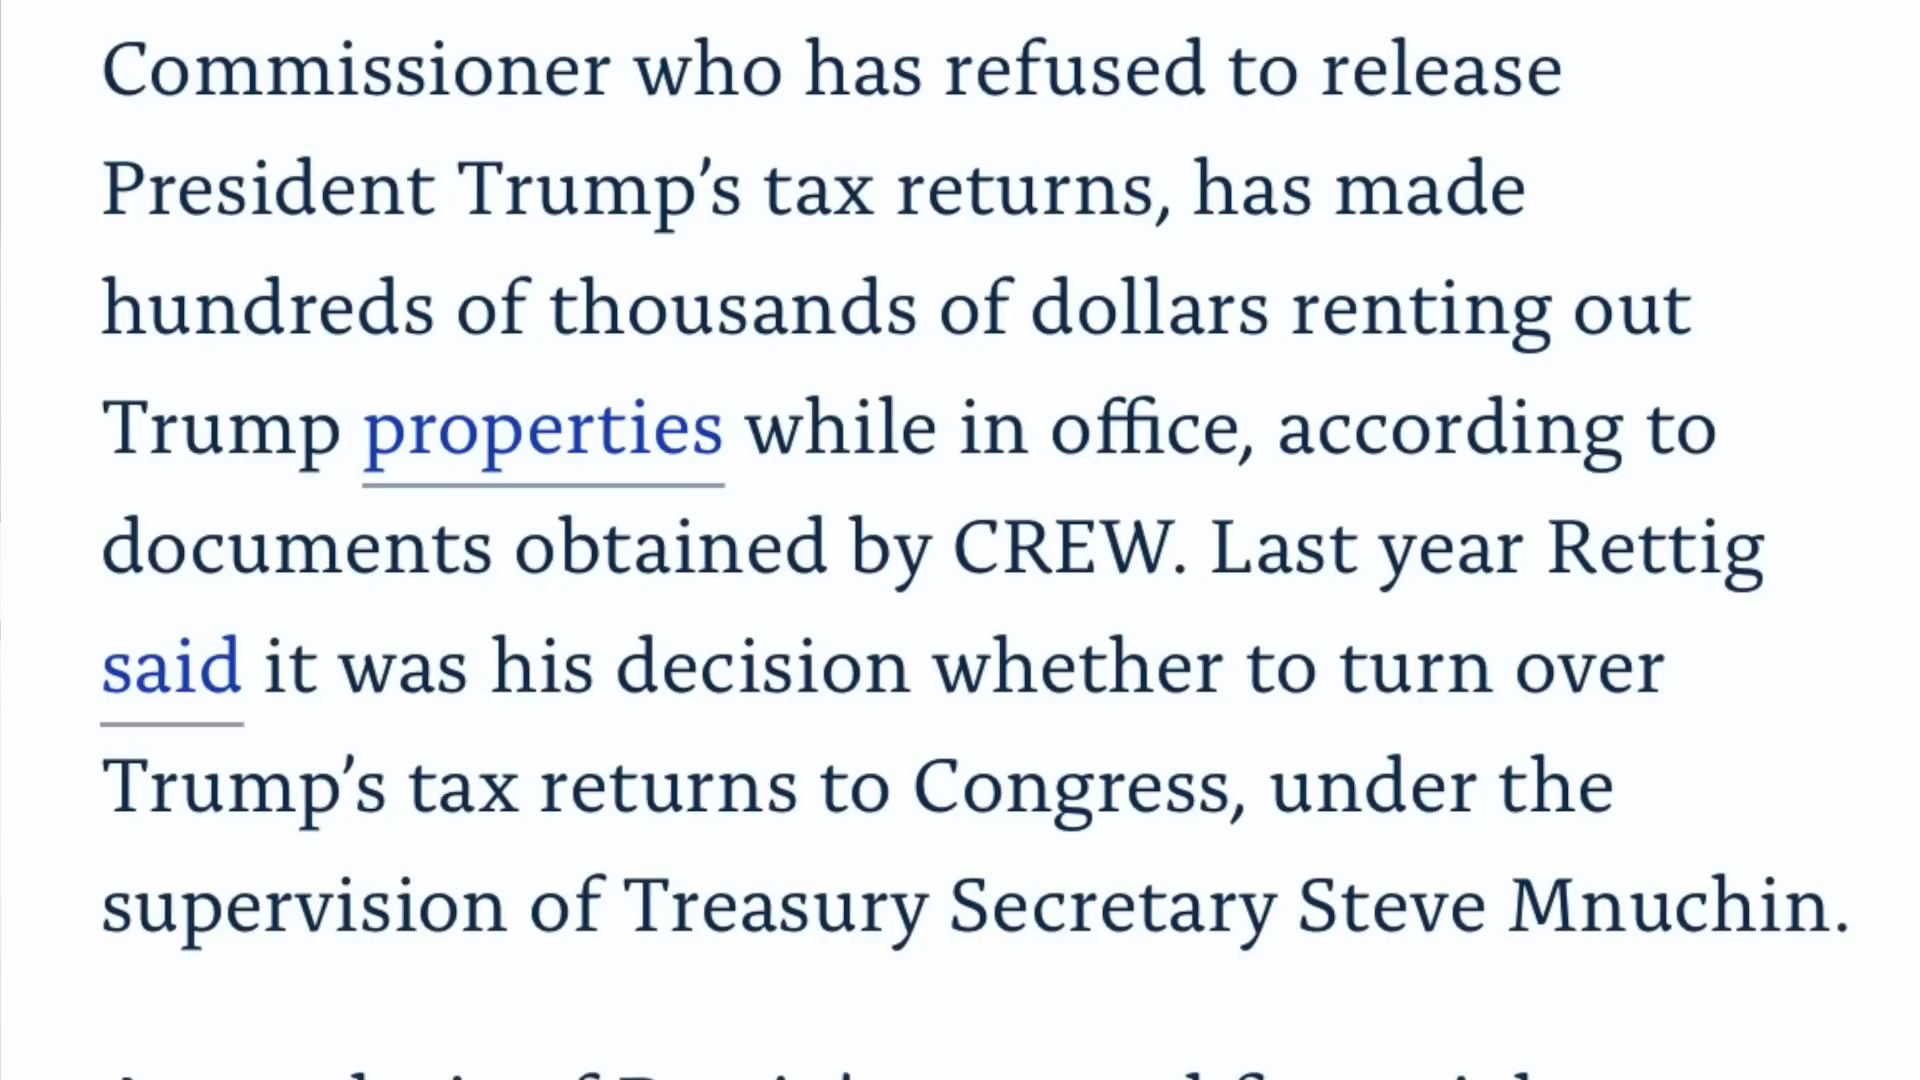 Commissioner who has refused to release
President Trump’s tax returns, has made
hundreds of thousands of dollars renting out
Trump properties while in office, according to
documents obtained by CREW. Last year Rettig
said it was his decision whether to turn over
Trump’s tax returns to Congress, under the
supervision of Treasury Secretary Steve Mnuchin.